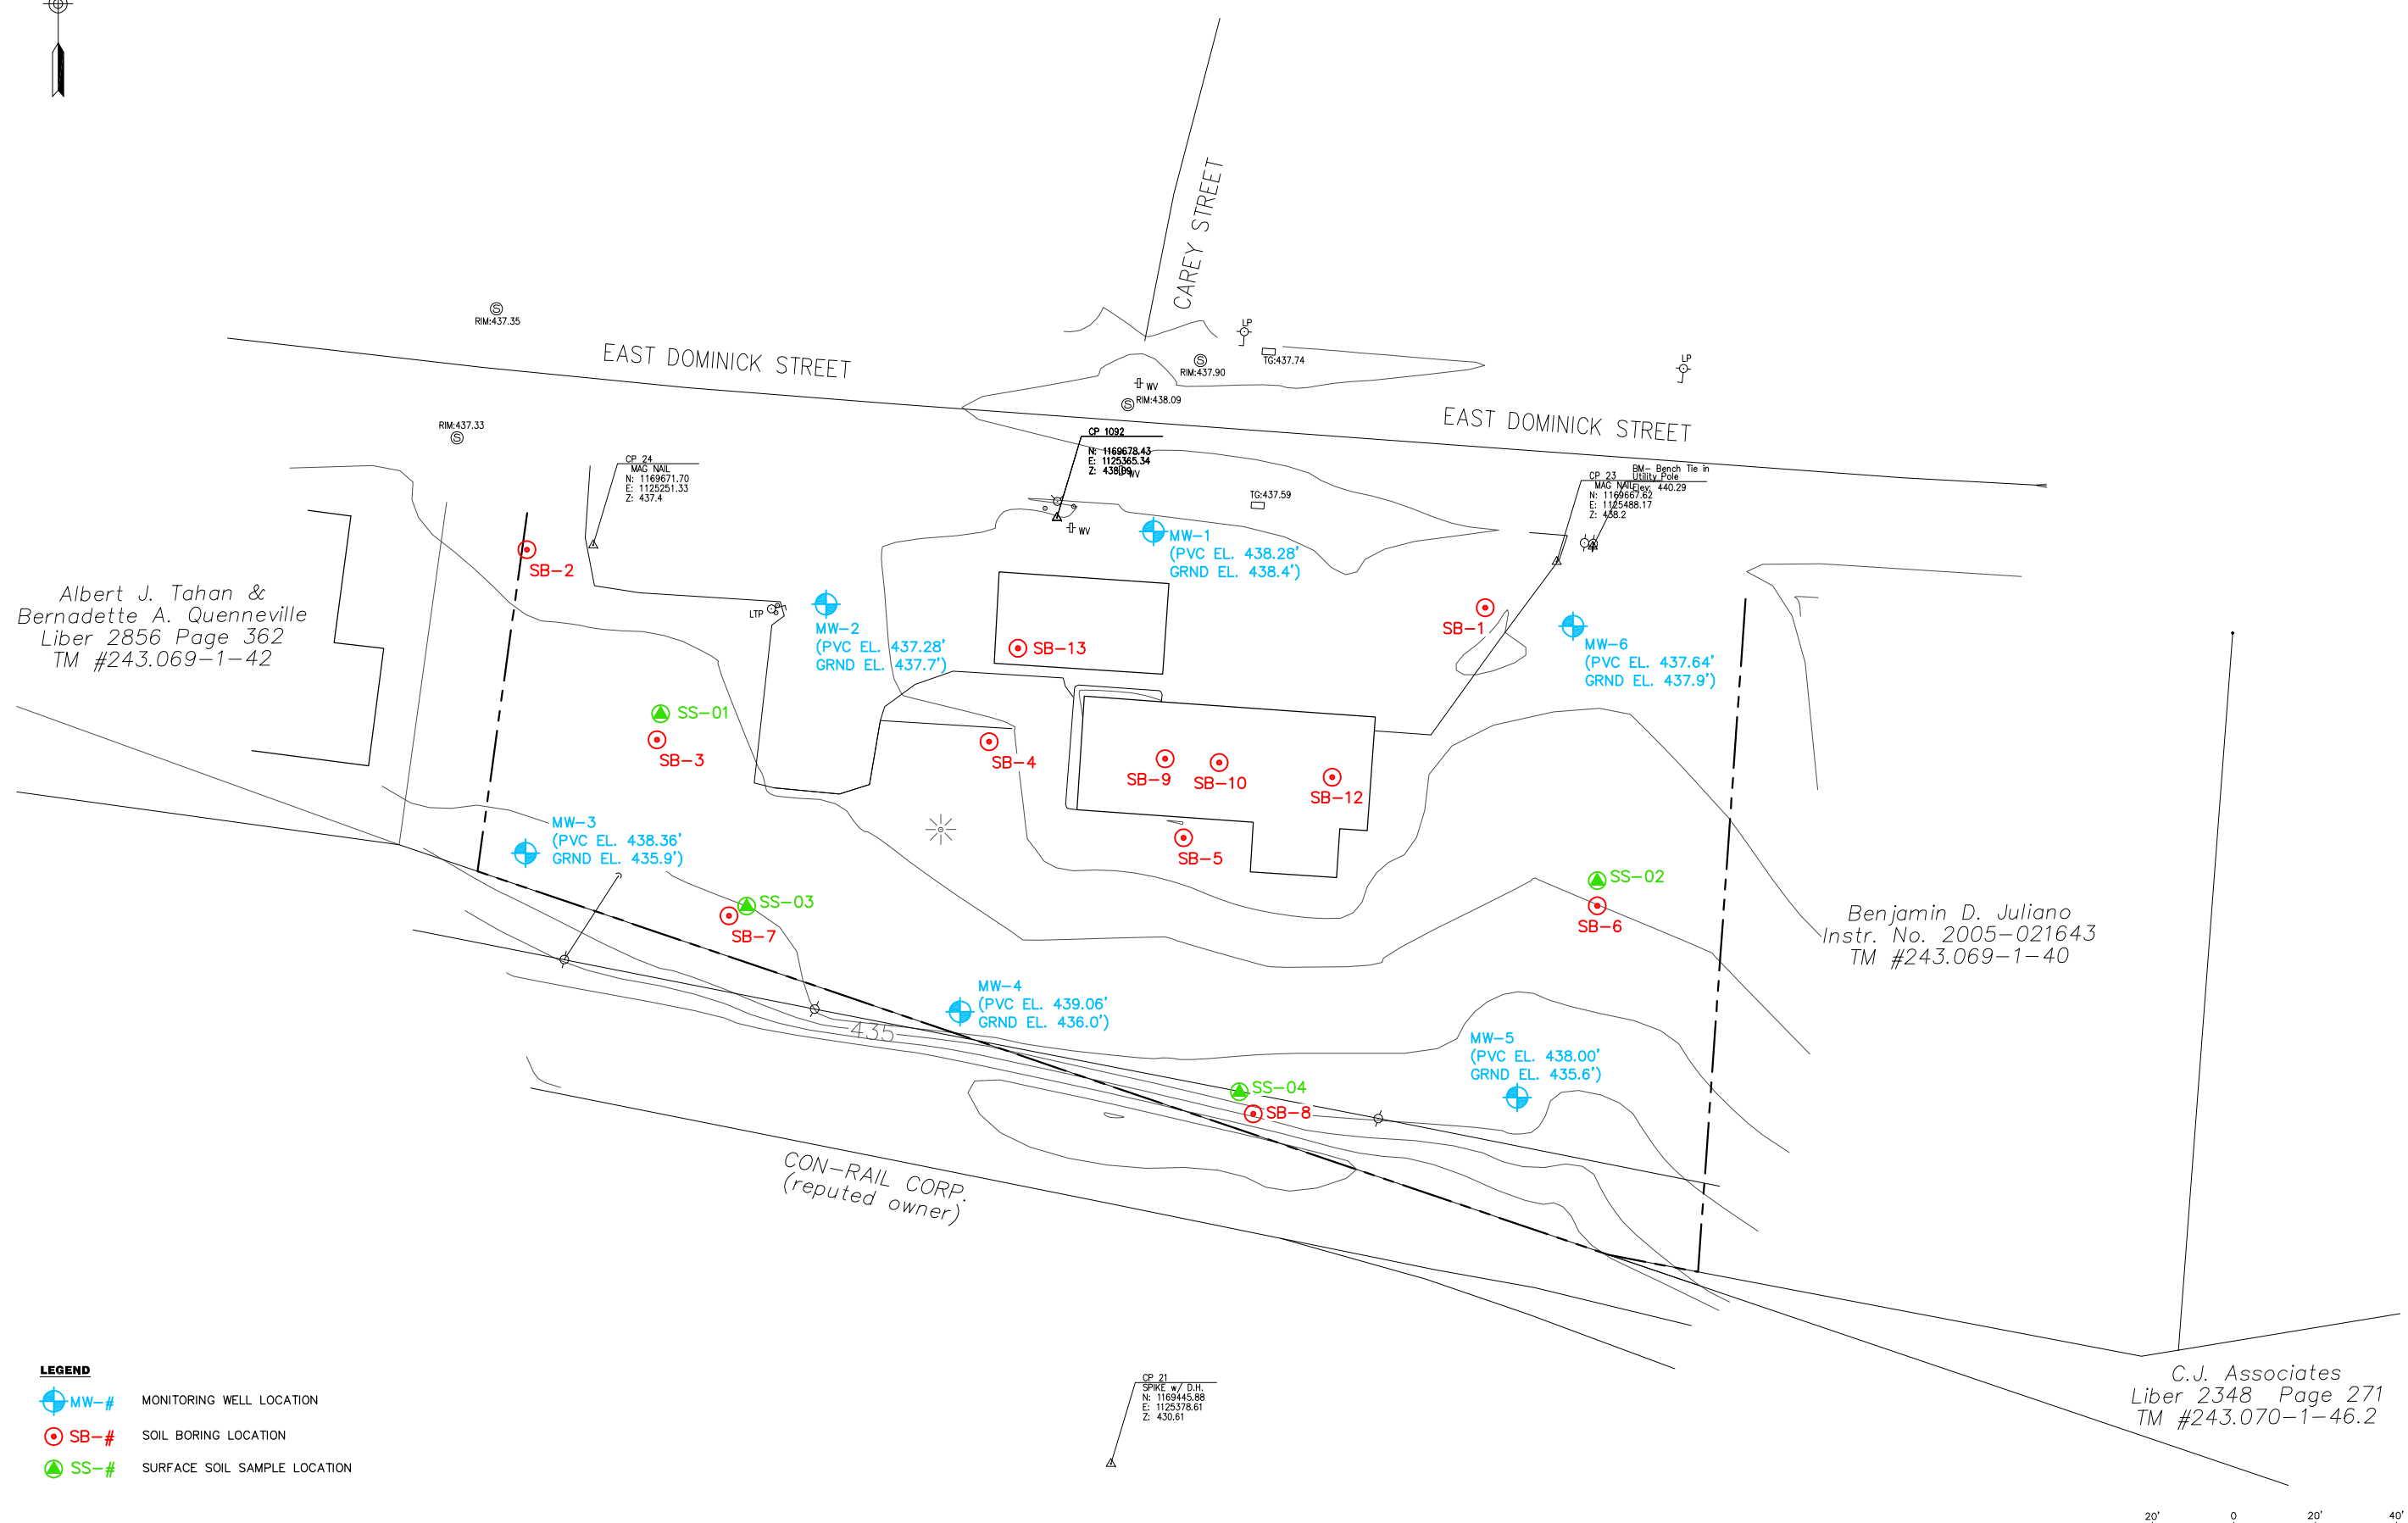 CAREY STREET
RIM:437.35
EAST DOMINICK STREET
LP
TG:437.74
RIM:437.90
LP
WV
RIM:438.09
EAST DOMINICK STREET
RIM:437.33
CP 1092
N: 1169678.43
E: 1125365.34
Z: 438.09
WV
CP 24
MAG NAIL
N: 1169671.70
E: 1125251.33
Z: 437.4
CP 23
MAG NAIL
N: 1169667.62
E: 1125488.17
Z: 438.2
BM- Bench Tie in
Utility Pole
Elev: 440.29
TG:437.59
WV
MW-1
(PVC EL. 438.28'
GRND EL. 438.4')
SB-2
Albert J. Tahan &
Bernadette A. Quenneville
Liber 2856 Page 362
TM #243.069-1-42
LTP
MW-2
(PVC EL. 437.28'
GRND EL. 437.7')
SB-13
SB-1
MW-6
(PVC EL. 437.64'
GRND EL. 437.9')
SS-01
SB-3
SB-4
SB-9
SB-10
SB-12
MW-3
(PVC EL. 438.36'
GRND EL. 435.9')
SB-5
SS-03
SB-7
SS-02
SB-6
Benjamin D. Juliano
Instr. No. 2005-021643
TM #243.069-1-40
MW-4
(PVC EL. 439.06'
GRND EL. 436.0')
435
MW-5
(PVC EL. 438.00'
GRND EL. 435.6')
SS-04
SB-8
CON-RAIL CORP.
(reputed owner)
LEGEND
MW-# MONITORING WELL LOCATION
SB-# SOIL BORING LOCATION
SS-# SURFACE SOIL SAMPLE LOCATION
CP 21
SPIKE w/ D.H.
N: 1169445.88
E: 1125378.61
Z: 430.61
C.J. Associates
Liber 2348 Page 271
TM #243.070-1-46.2
20' 0 20' 40'